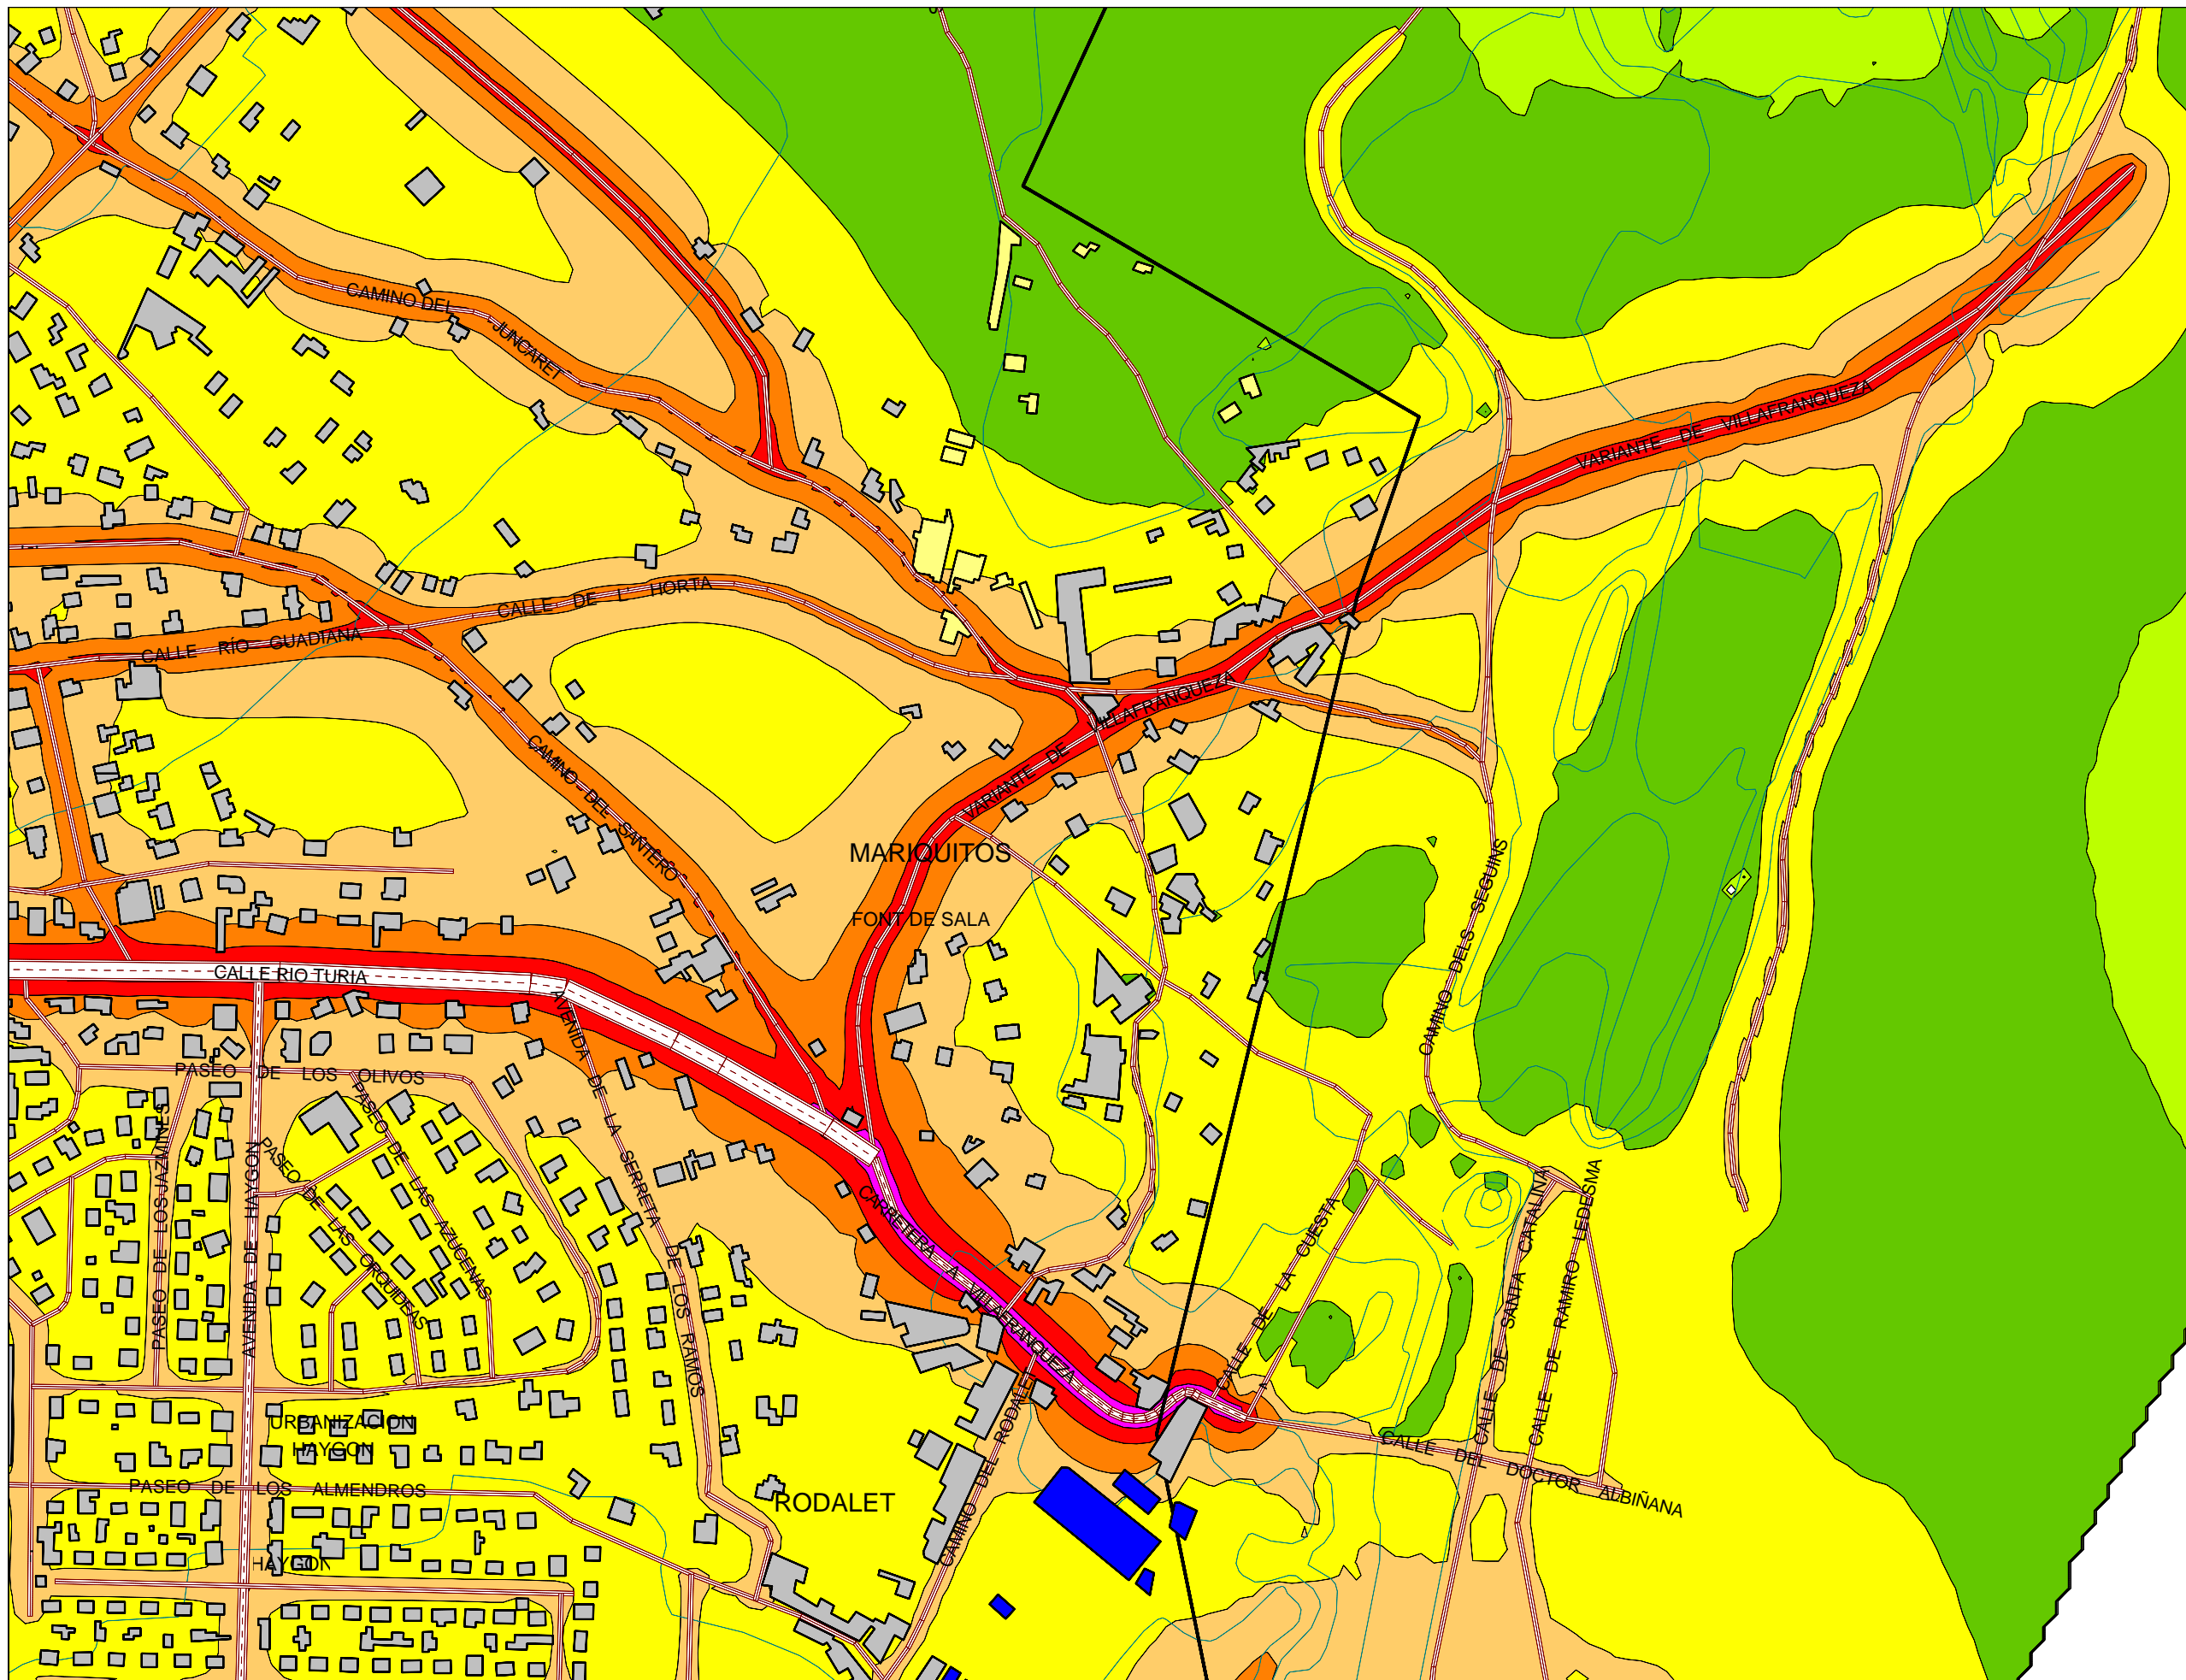 CAMINO DEL JUNCARET
VARIANTE DE VILLAFRANQUEZA
CALLE DE L' HORTA
CALLE RÍO GUADIANA
VARIANTE DE VILLAFRANQUEZA
CAMINO DEL SANTERO
MARIQUITOS
FONT DE SALA
CAMINO DELS SEGUINS
CALLE RIO TURIA
AVENIDA DE LA SERRETA DE LOS RAMOS
PASEO DE LOS OLIVOS
PASEO DE LOS JAZMINES
AVENIDA DE HAYGON
PASEO DE LAS AZUCENAS
PASEO DE LAS ORQUIDEAS
CARRETERA A VILLAFRANQUEZA
CALLE DE LA CUESTA
CALLE DE SANTA CATALINA
CALLE DE RAMIRO LEDESMA
URBANIZACION
HAYGON
CALLE DEL DOCTOR ALBIÑANA
PASEO DE LOS ALMENDROS
RODALET
CAMINO DEL RODALET
HAYGON